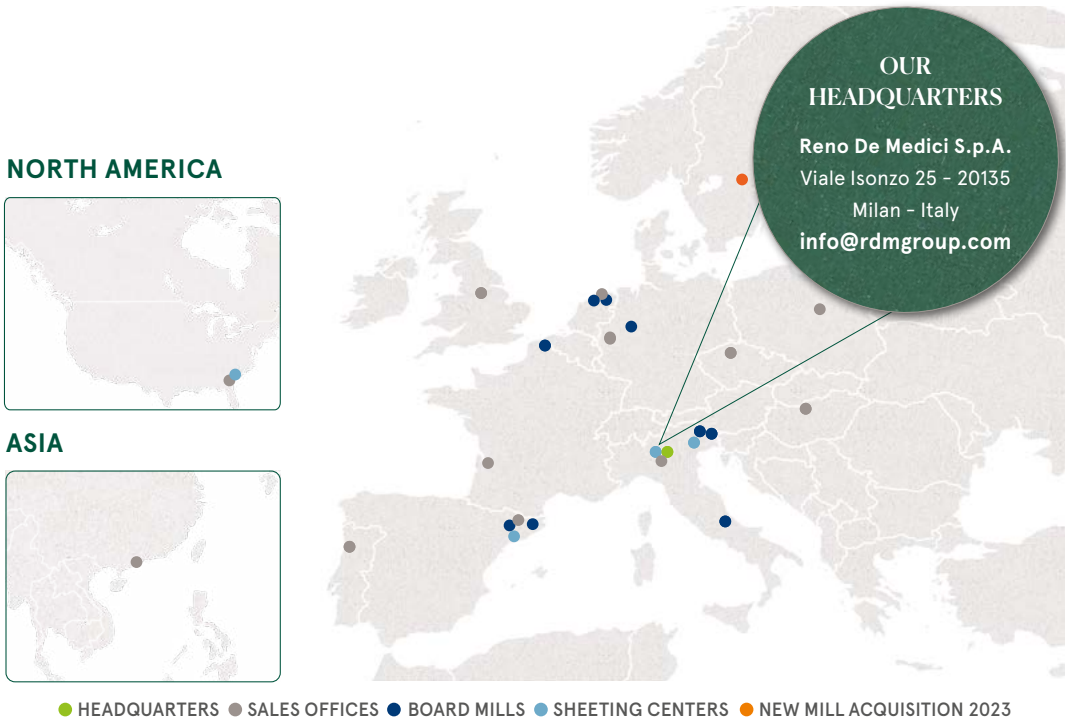 OUR
HEADQUARTERS
Reno De Medici S.p.A.
Viale Isonzo 25 - 20135
Milan - Italy
info@rdmgroup.com
NORTH AMERICA
ASIA
HEADQUARTERS SALES OFFICES BOARD MILLS SHEETING CENTERS NEW MILL ACQUISITION 2023